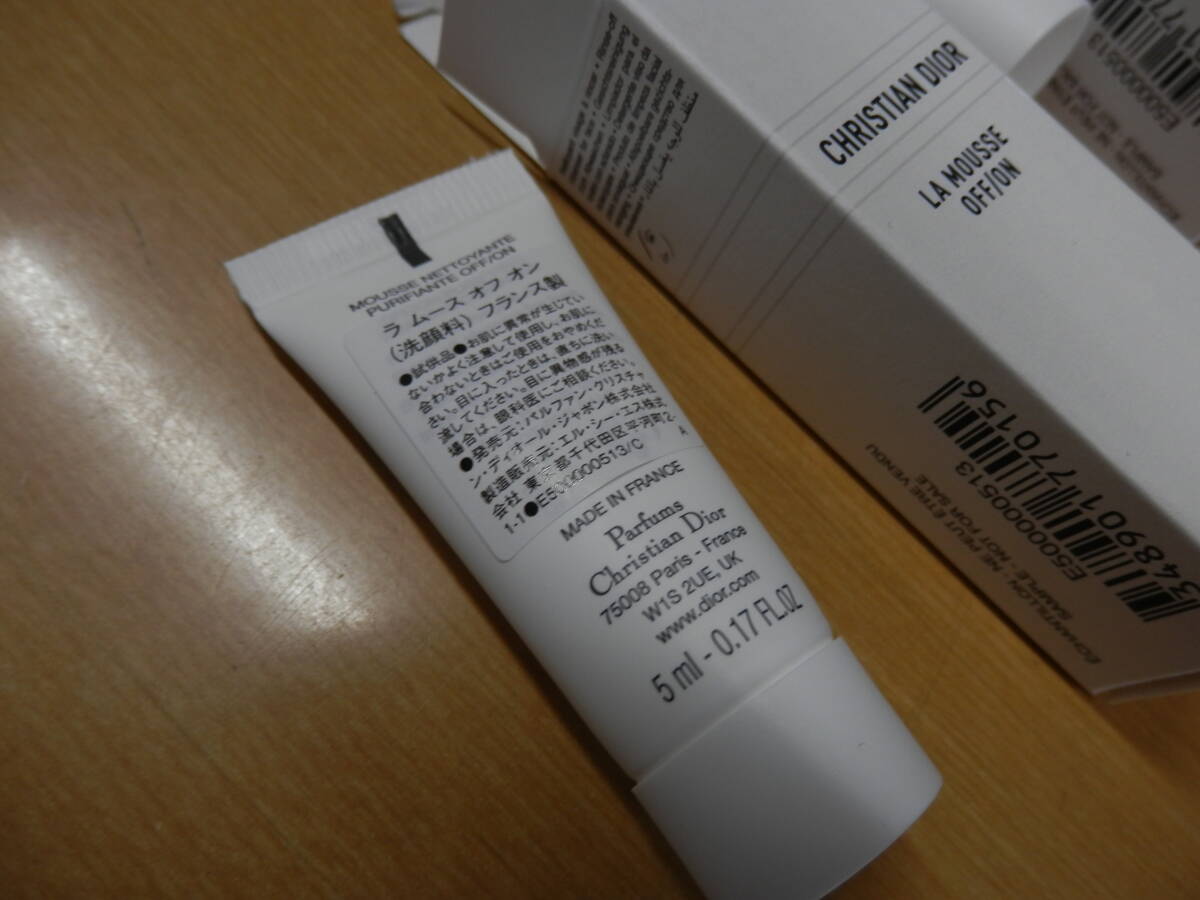 MOUSSE NETTOYANTE
PURIFIANTE OFF/ON
ラ ムース オフ オン
(洗顔料) フランス製
●試供品●お肌に異常が生じてい
ないかよく注意して使用し、お肌に
合わないときはご使用をおやめくだ
さい。目に入ったときは、直ちに洗い
流してください。目に異物感が残る
場合は、眼科医にご相談ください。
●発売元:パルファン・クリスチャ
ン・ディオール・ジャポン株式会社
製造販売元:エル・シー・エス株式
会社 東京都千代田区平河町2-
1-1●E500000513/C
A
MADE IN FRANCE
Parfums
Christian Dior
75008 Paris - France
W1S 2UE, UK
www.dior.com
5 ml - 0.17 FL.OZ
CHRISTIAN DIOR
LA MOUSSE
OFF/ON
E500000513
3348901770156
ÉCHANTILLON - NE PEUT ÊTRE VENDU
SAMPLE - NOT FOR SALE
E500000513